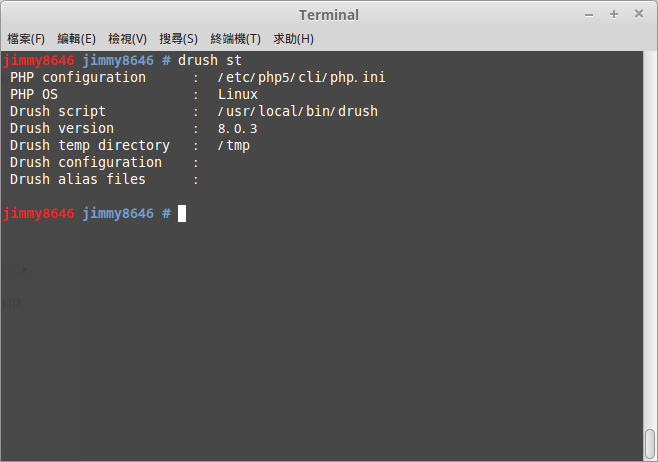 Terminal
檔案(F) 編輯(E) 檢視(V) 搜尋(S) 終端機(T) 求助(H)
jimmy8646 jimmy8646 # drush st
PHP configuration : /etc/php5/cli/php.ini
PHP OS : Linux
Drush script : /usr/local/bin/drush
Drush version : 8.0.3
Drush temp directory : /tmp
Drush configuration :
Drush alias files :
jimmy8646 jimmy8646 #